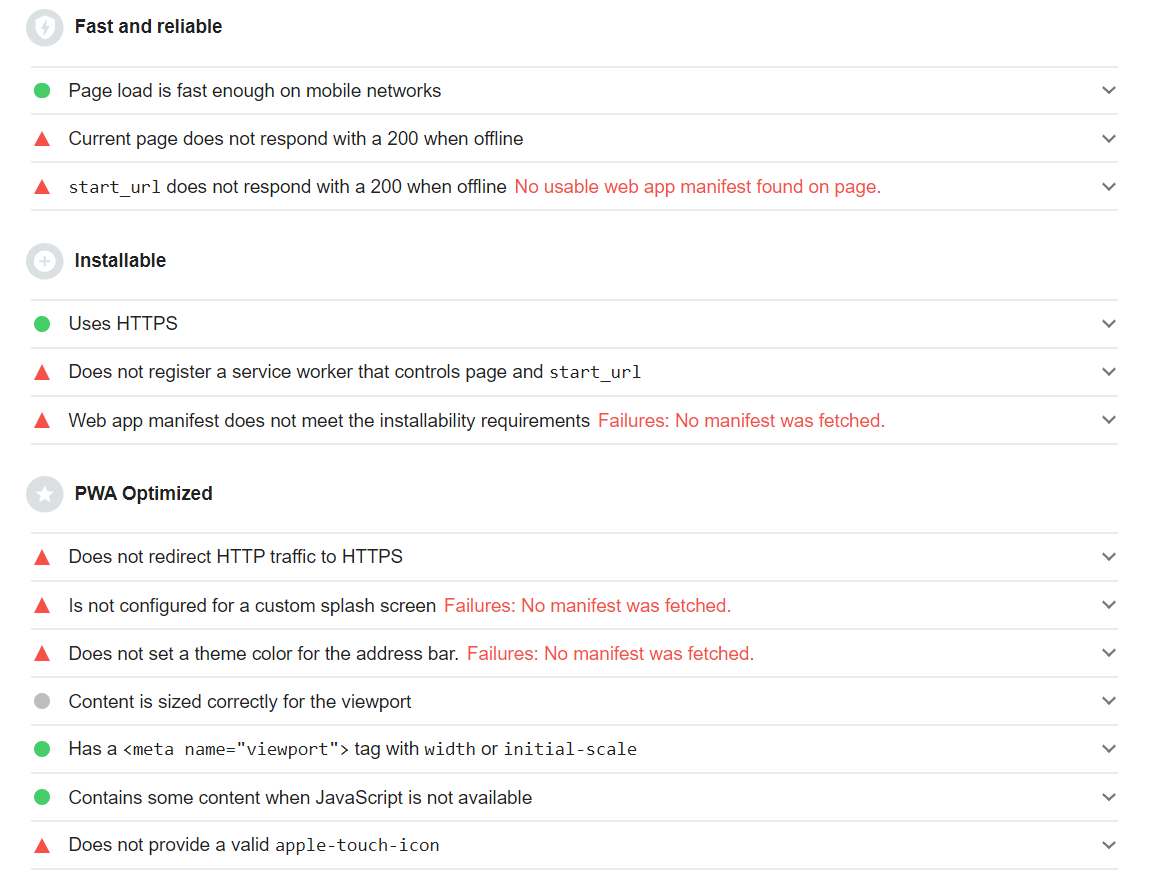 Fast and reliable
Page load is fast enough on mobile networks
Current page does not respond with a 200 when offline
start_url does not respond with a 200 when offline No usable web app manifest found on page.
Installable
Uses HTTPS
Does not register a service worker that controls page and start_url
Web app manifest does not meet the installability requirements Failures: No manifest was fetched.
PWA Optimized
Does not redirect HTTP traffic to HTTPS
Is not configured for a custom splash screen Failures: No manifest was fetched.
Does not set a theme color for the address bar. Failures: No manifest was fetched.
Content is sized correctly for the viewport
Has a <meta name="viewport"> tag with width or initial-scale
Contains some content when JavaScript is not available
Does not provide a valid apple-touch-icon